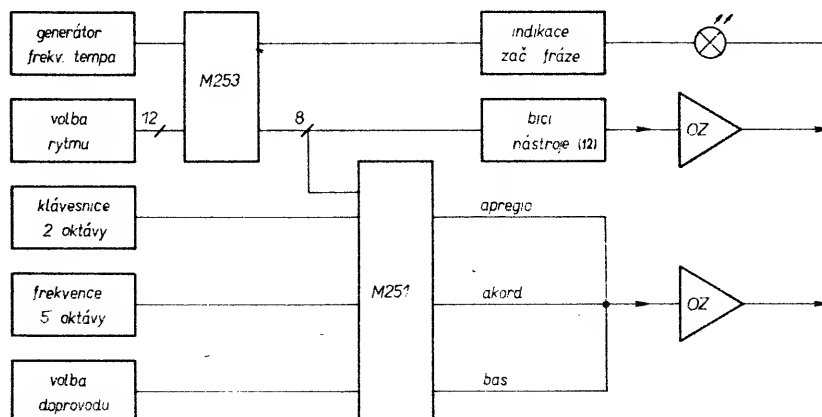 generátor
frekv. tempa
M253
indikace
zač fráze
volba
rytmu
12
8
bicí
nástroje (12)
OZ
klávesnice
2 oktávy
apregio
frekvence
5 oktávy
M251
akord
OZ
volba
doprovodu
bas